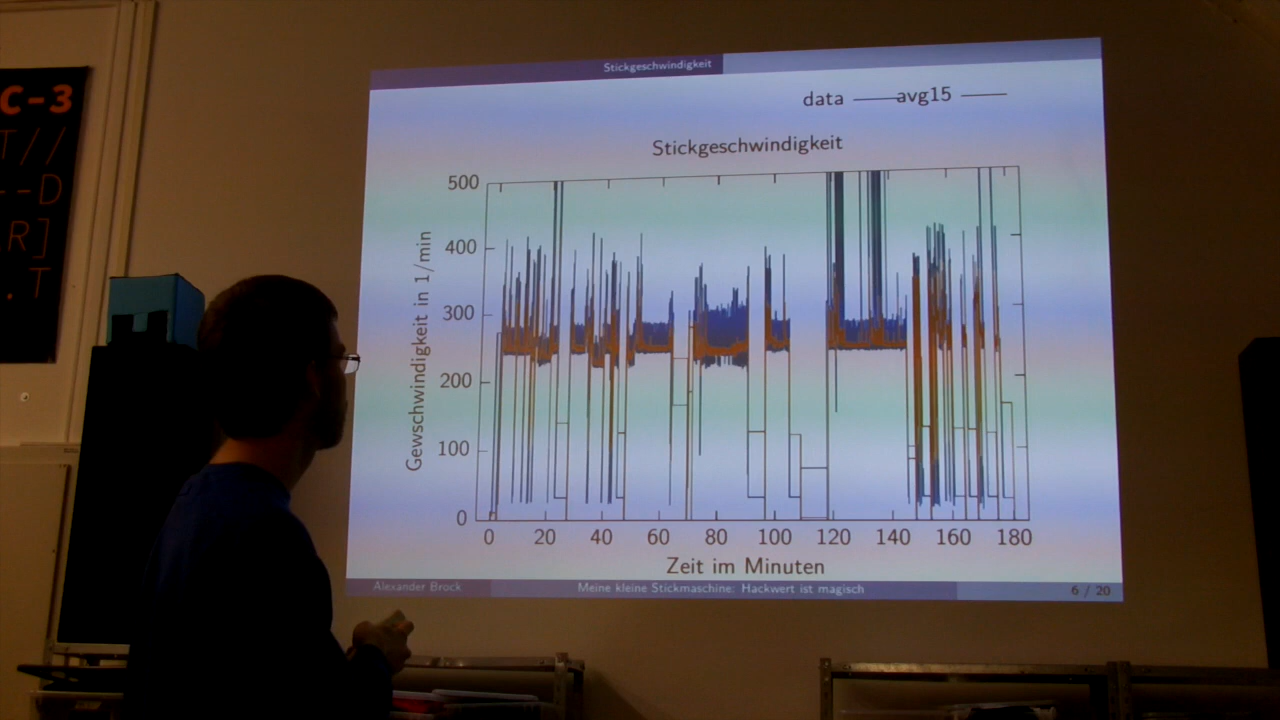 C-3
T//
--D
R]
.T
Stickgeschwindigkeit
data
avg15
Stickgeschwindigkeit
Gewschwindigkeit in 1/min
500
400
300
200
100
0
0 20 40 60 80 100 120 140 160 180
Zeit im Minuten
Alexander Brock
Meine kleine Stickmaschine: Hackwert ist magisch
6 / 20